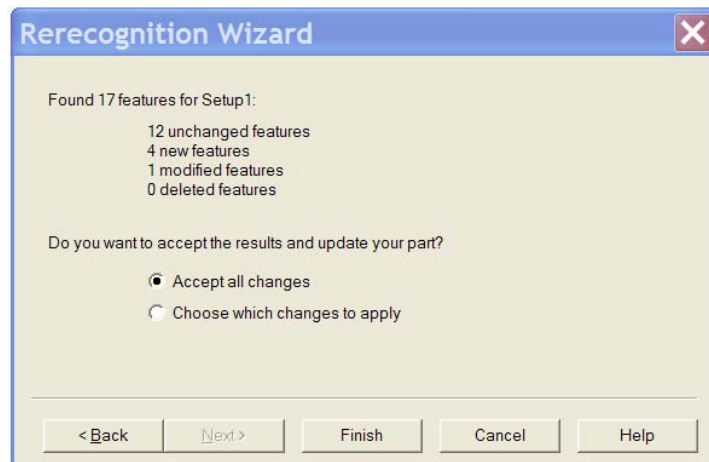 Rerecognition Wizard
Found 17 features for Setup1:
12 unchanged features
4 new features
1 modified features
0 deleted features
Do you want to accept the results and update your part?
Accept all changes
Choose which changes to apply
< Back Next > Finish Cancel Help